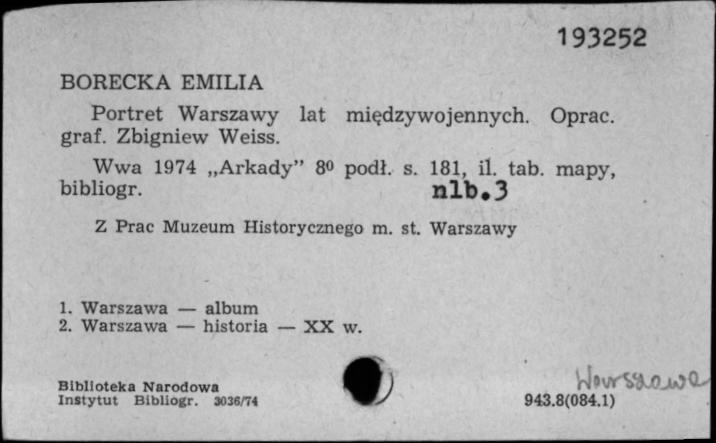 193252
BORECKA EMILIA
Portret Warszawy lat międzywojennych. Oprac.
graf. Zbigniew Weiss.
Wwa 1974 „Arkady” 8⁰ podł. s. 181, il. tab. mapy,
bibliogr. nlb.3
Z Prac Muzeum Historycznego m. st. Warszawy
1. Warszawa — album
2. Warszawa — historia — XX w.
Warszawa
Biblioteka Narodowa
Instytut Bibliogr. 3036/74 943.8(084.1)